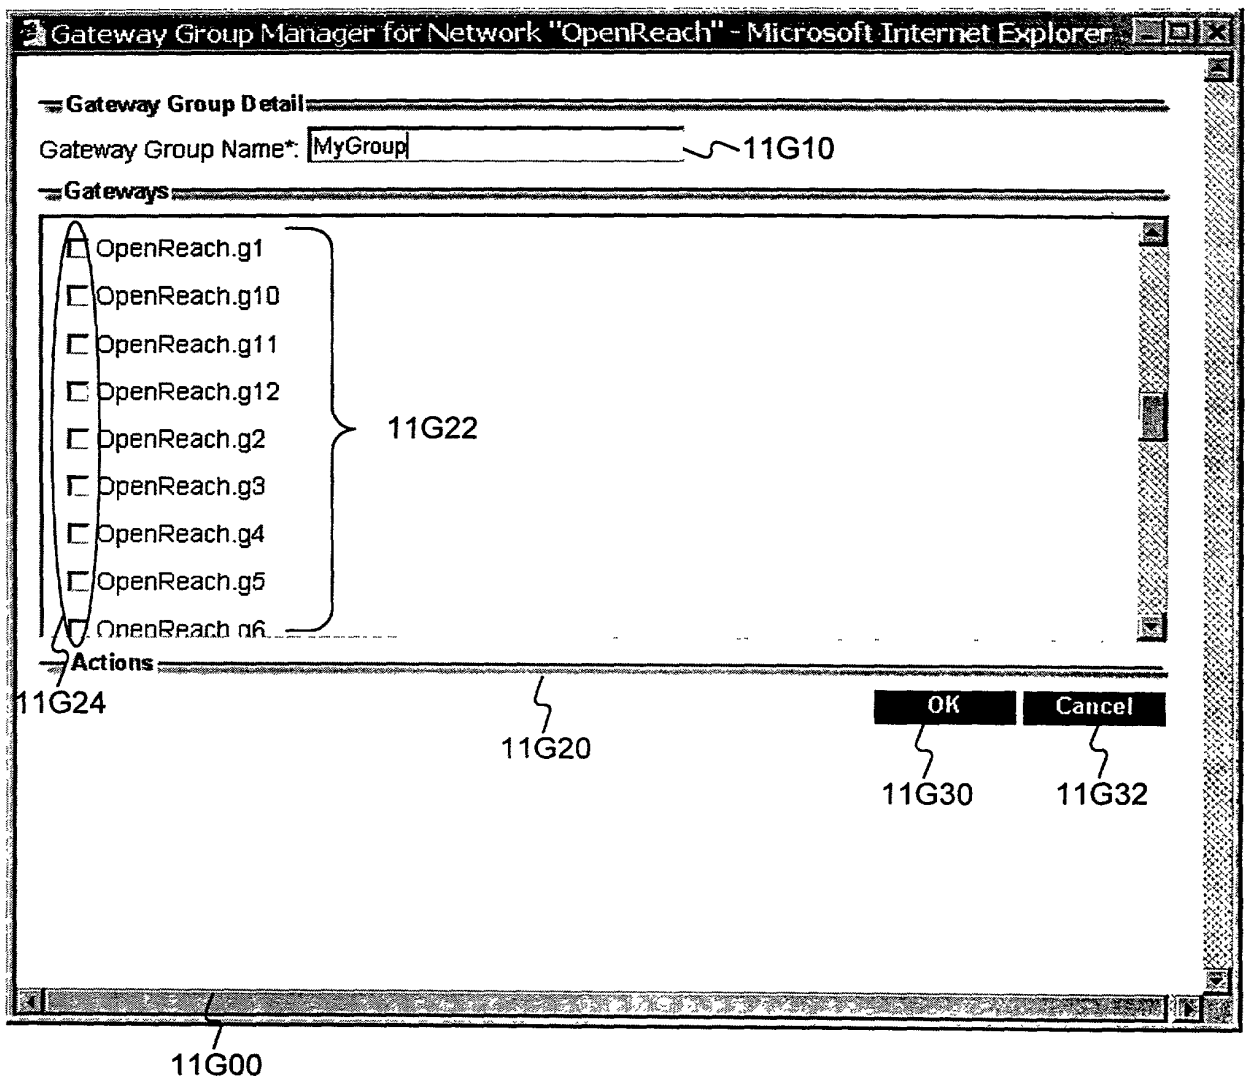 Gateway Group Manager for Network "OpenReach" - Microsoft Internet Explorer
Gateway Group Detail
Gateway Group Name*: MyGroup 11G10
Gateways
OpenReach.g1
OpenReach.g10
OpenReach.g11
OpenReach.g12
11G22
OpenReach.g2
OpenReach.g3
OpenReach.g4
OpenReach.g5
OpenReach.g6
Actions
11G24
OK Cancel
11G20
11G30 11G32
11G00